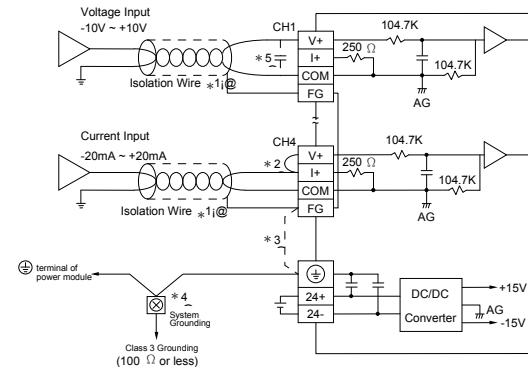 Voltage Input
-10V ~ +10V
CH1
V+
I+
COM
FG
104.7K
250 Ω
104.7K
AG
*5
Isolation Wire *1¡@
Current Input
-20mA ~ +20mA
CH4
V+
I+
COM
FG
104.7K
250 Ω
104.7K
AG
*2
Isolation Wire *1¡@
*3
terminal of
power module
*4
System
Grounding
Class 3 Grounding
(100 Ω or less)
24+
24-
DC/DC
Converter
+15V
AG
-15V